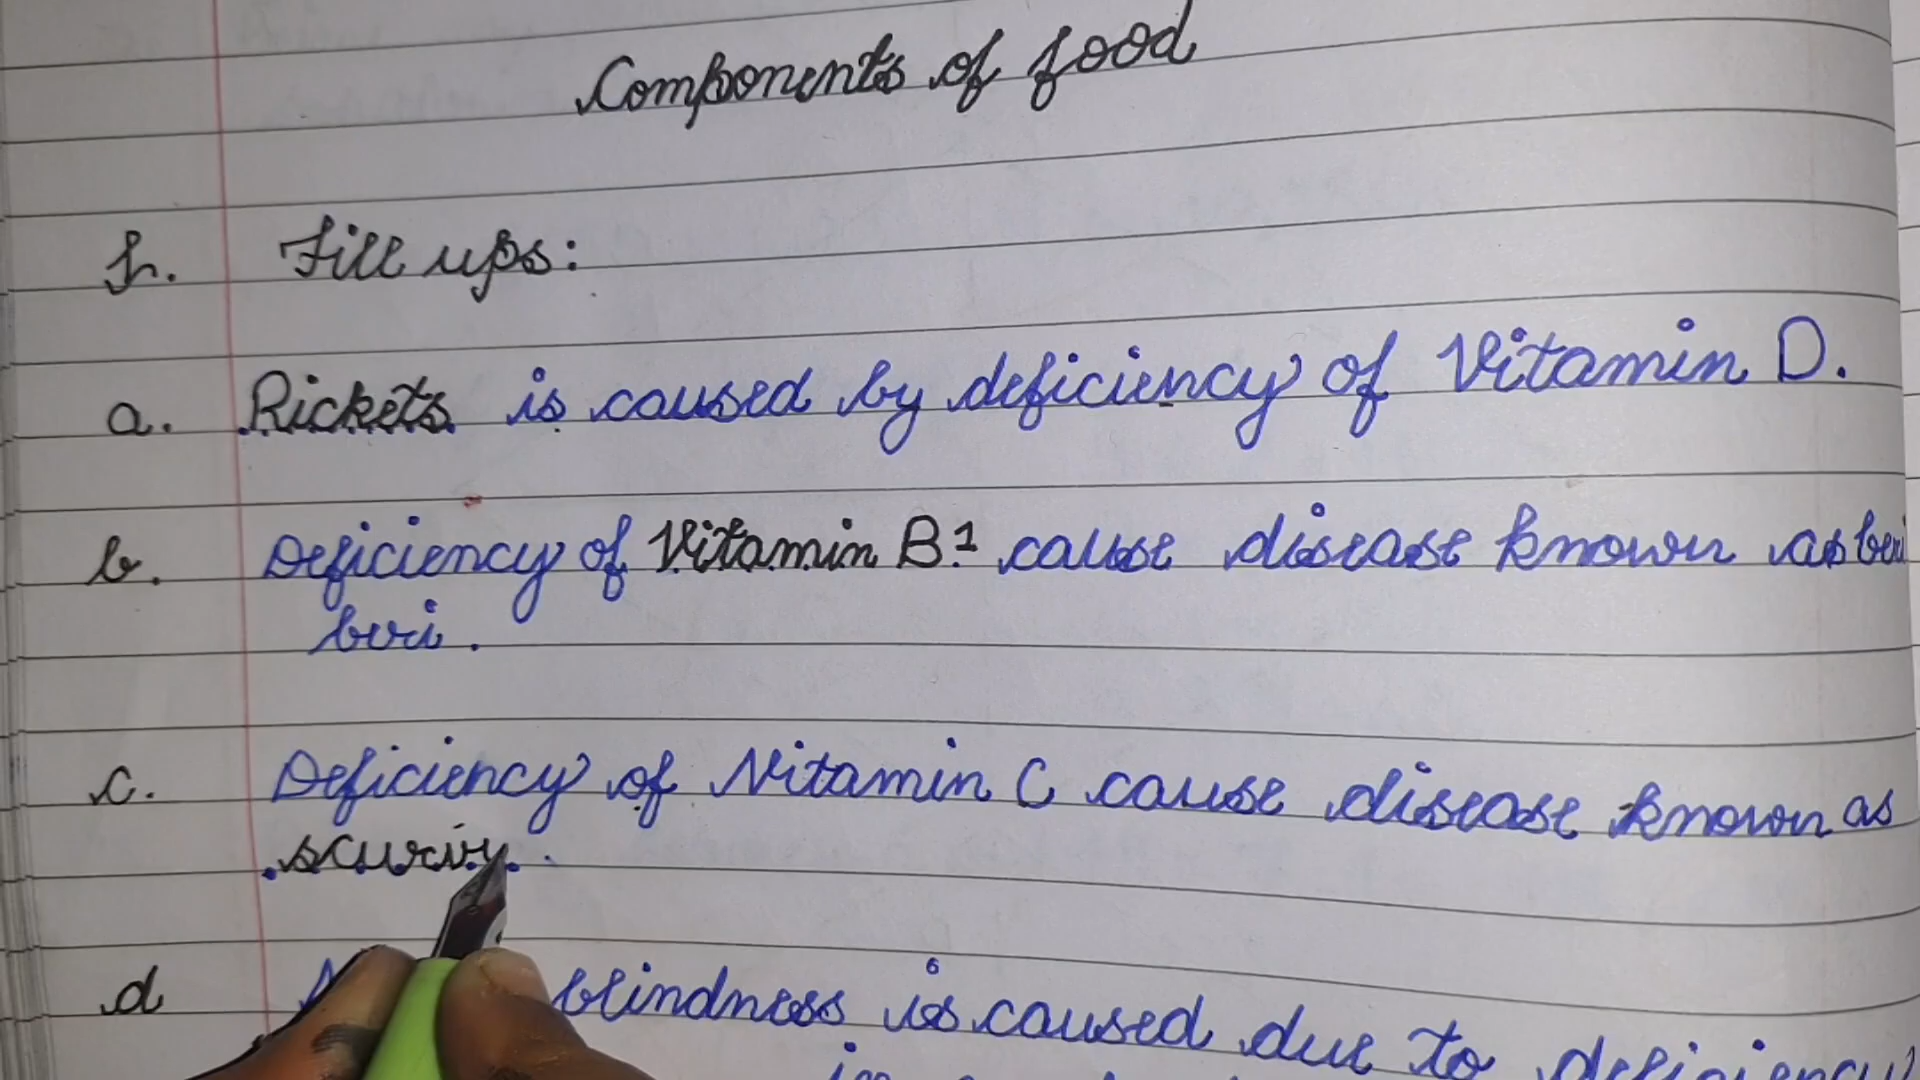 Components of food
h. Fill ups:
a. Rickets is caused by deficiency of Vitamin D.
b. Deficiency of Vitamin B1 cause disease known as beri
beri.
c. Deficiency of Vitamin C cause disease known as
scurvy.
d blindness is caused due to deficiency
in